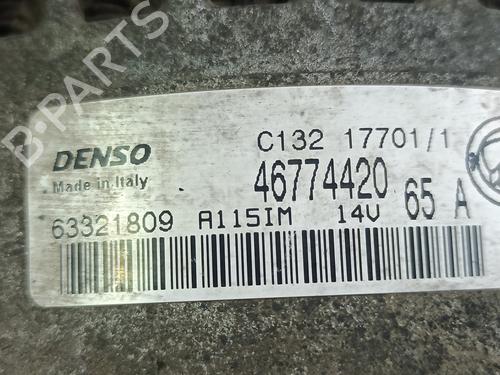 C132 17701/1
DENSO
Made in Italy
46774420
65 A
63321809 A115IM 14V
B-PARTS